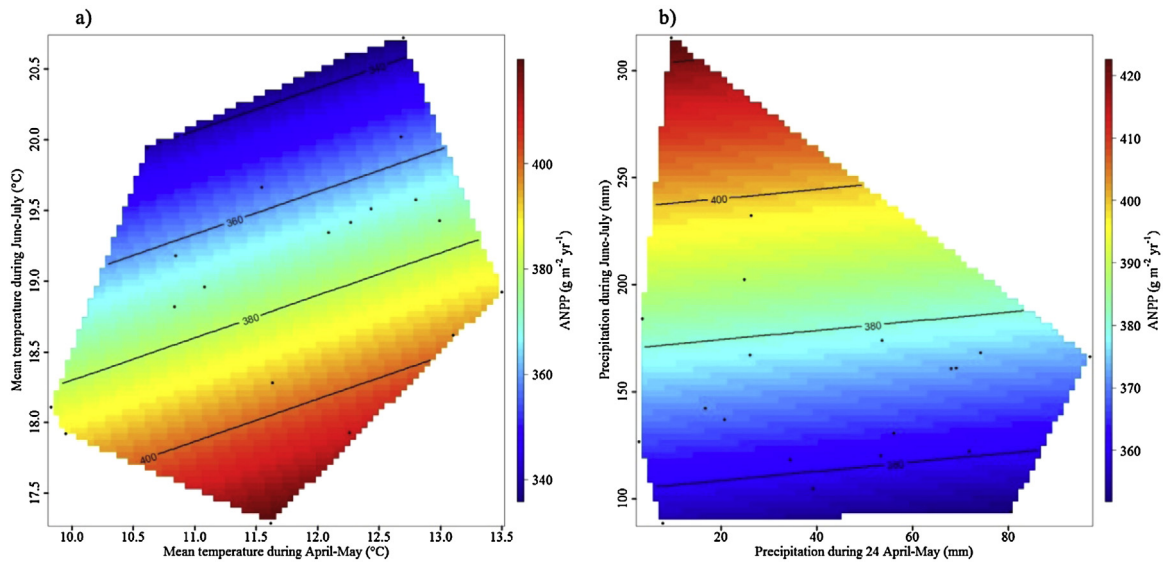 a)
b)
Mean temperature during June-July (°C)
20.5
20.0
19.5
19.0
18.5
18.0
17.5
360
380
400
10.0 10.5 11.0 11.5 12.0 12.5 13.0 13.5
Mean temperature during April-May (°C)
400
380
360
340
ANPP (g m⁻² yr⁻¹)
Precipitation during June-July (mm)
300
250
200
150
100
400
380
20 40 60 80
Precipitation during 24 April-May (mm)
420
410
400
390
380
370
360
ANPP (g m⁻² yr⁻¹)